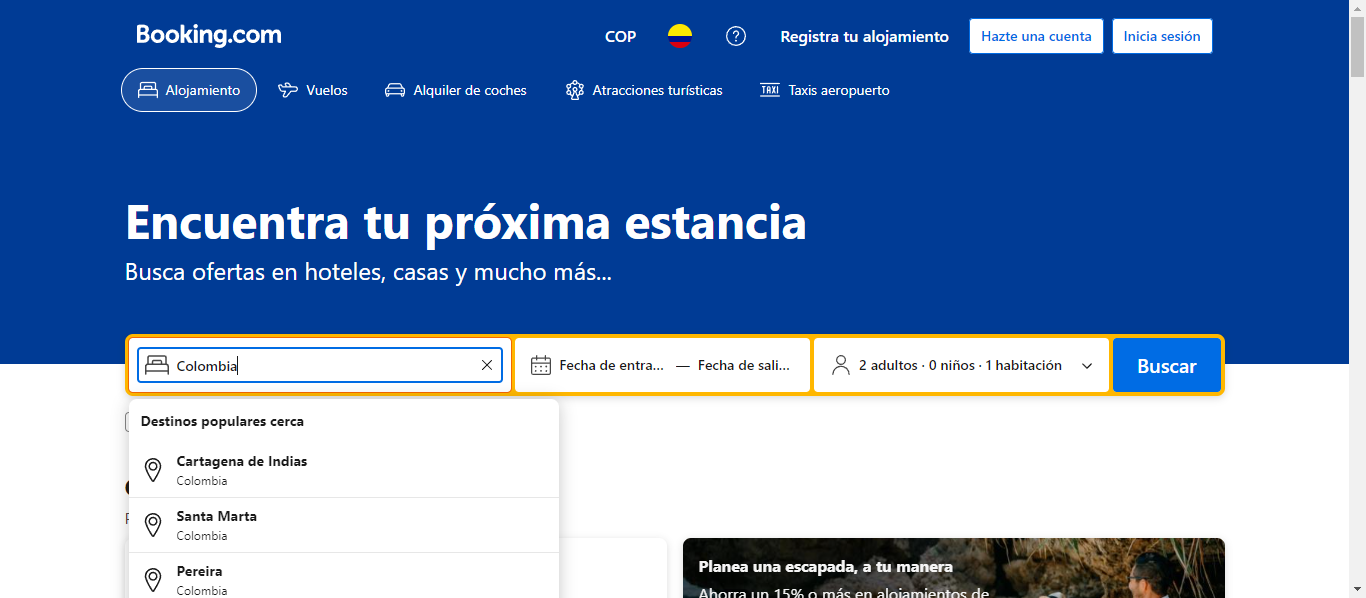 Booking.com
COP
Registra tu alojamiento
Hazte una cuenta
Inicia sesión
Alojamiento
Vuelos
Alquiler de coches
Atracciones turísticas
TAXI
Taxis aeropuerto
Encuentra tu próxima estancia
Busca ofertas en hoteles, casas y mucho más...
Colombia
Fecha de entra... — Fecha de sali...
2 adultos · 0 niños · 1 habitación
Buscar
Destinos populares cerca
Cartagena de Indias
Colombia
Santa Marta
Colombia
Pereira
Colombia
Planea una escapada, a tu manera
Ahorra un 15% o más en alojamientos de